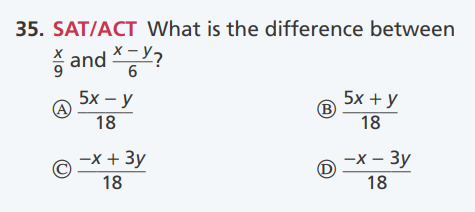 35. SAT/ACT What is the difference between
x/9 and x − y/6?
Ⓐ 5x − y/18 Ⓑ 5x + y/18
Ⓒ −x + 3y/18 Ⓓ −x − 3y/18